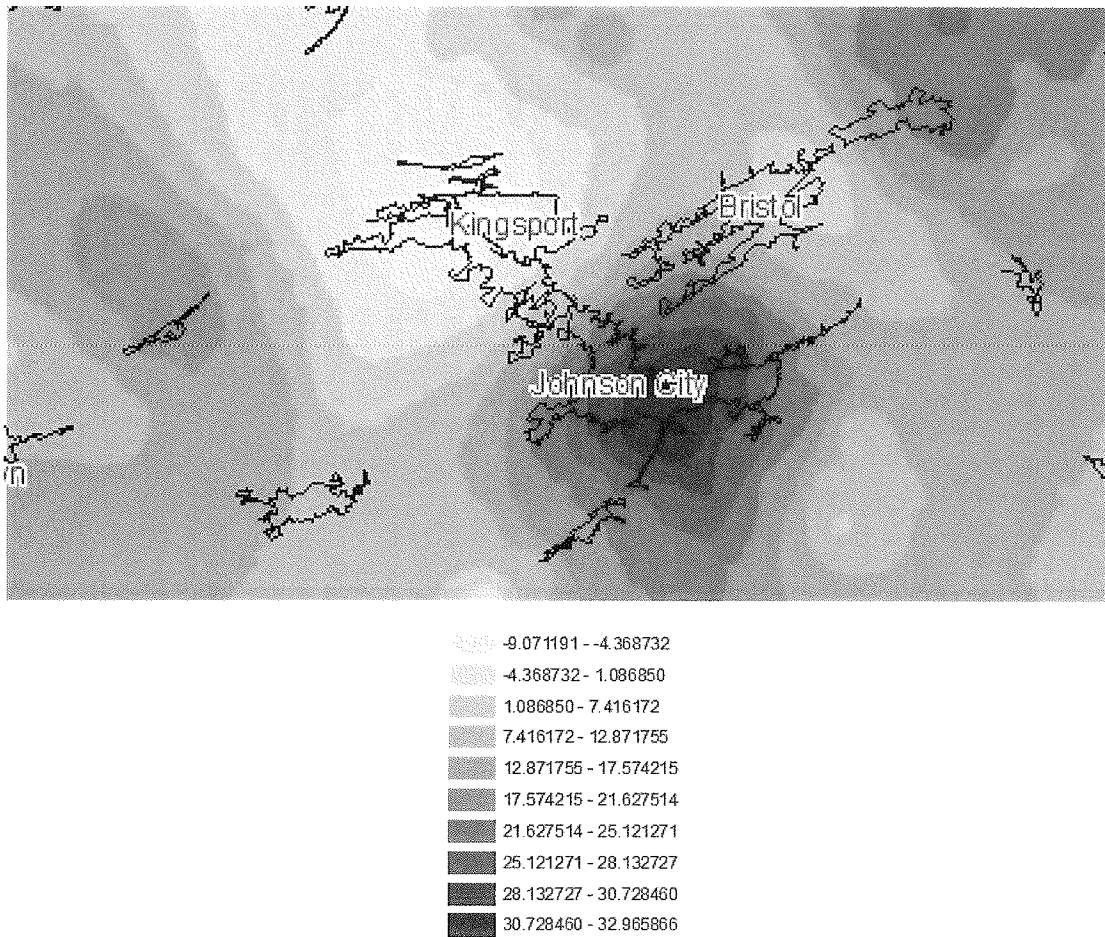 Kingsport
Bristol
Johnson City
-9.071191 - -4.368732
-4.368732 - 1.086850
1.086850 - 7.416172
7.416172 - 12.871755
12.871755 - 17.574215
17.574215 - 21.627514
21.627514 - 25.121271
25.121271 - 28.132727
28.132727 - 30.728460
30.728460 - 32.965866